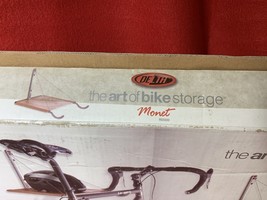 DELTA
the art of bike storage
Monet
the ar